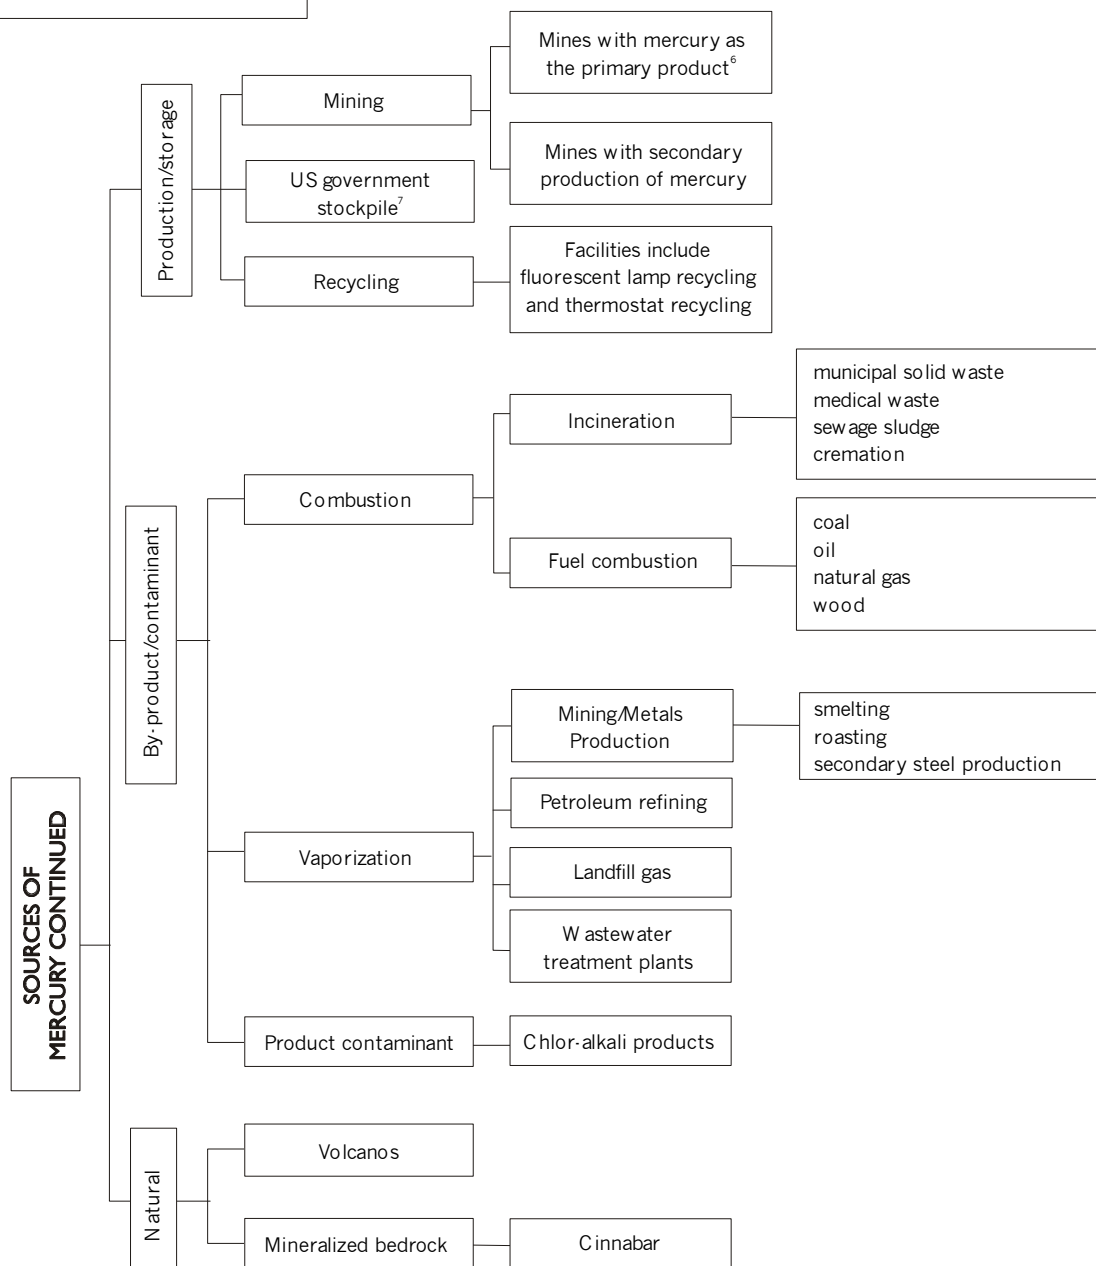 Mines with mercury as
the primary product⁶
Mining
Production/storage
Mines with secondary
production of mercury
US government
stockpile⁷
Recycling
Facilities include
fluorescent lamp recycling
and thermostat recycling
Incineration
municipal solid waste
medical waste
sewage sludge
cremation
Combustion
By-product/contaminant
Fuel combustion
coal
oil
natural gas
wood
Mining/Metals
Production
smelting
roasting
secondary steel production
Petroleum refining
Vaporization
Landfill gas
Wastewater
treatment plants
SOURCES OF
MERCURY CONTINUED
Product contaminant
Chlor-alkali products
Natural
Volcanos
Mineralized bedrock
Cinnabar